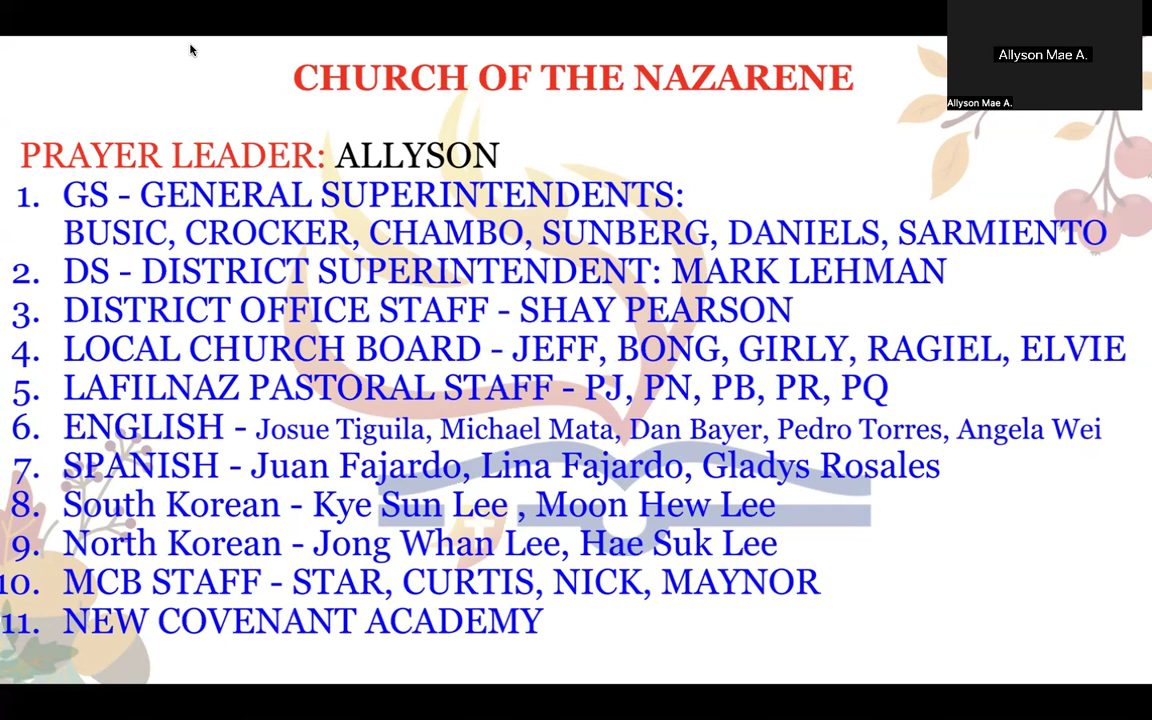 Allyson Mae A.
Allyson Mae A.
CHURCH OF THE NAZARENE
PRAYER LEADER: ALLYSON
1. GS - GENERAL SUPERINTENDENTS:
BUSIC, CROCKER, CHAMBO, SUNBERG, DANIELS, SARMIENTO
2. DS - DISTRICT SUPERINTENDENT: MARK LEHMAN
3. DISTRICT OFFICE STAFF - SHAY PEARSON
4. LOCAL CHURCH BOARD - JEFF, BONG, GIRLY, RAGIEL, ELVIE
5. LAFILNAZ PASTORAL STAFF - PJ, PN, PB, PR, PQ
6. ENGLISH - Josue Tiguila, Michael Mata, Dan Bayer, Pedro Torres, Angela Wei
7. SPANISH - Juan Fajardo, Lina Fajardo, Gladys Rosales
8. South Korean - Kye Sun Lee , Moon Hew Lee
9. North Korean - Jong Whan Lee, Hae Suk Lee
10. MCB STAFF - STAR, CURTIS, NICK, MAYNOR
11. NEW COVENANT ACADEMY